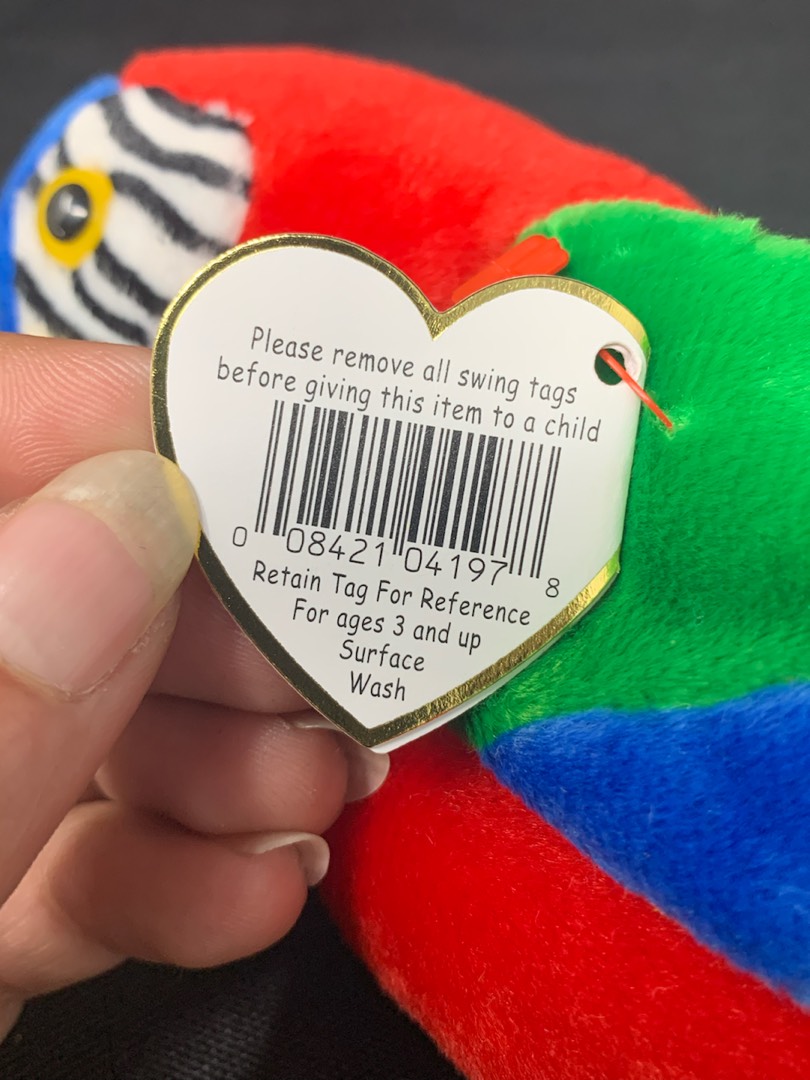 Please remove all swing tags
before giving this item to a child
0 08421 04197 8
Retain Tag For Reference
For ages 3 and up
Surface
Wash